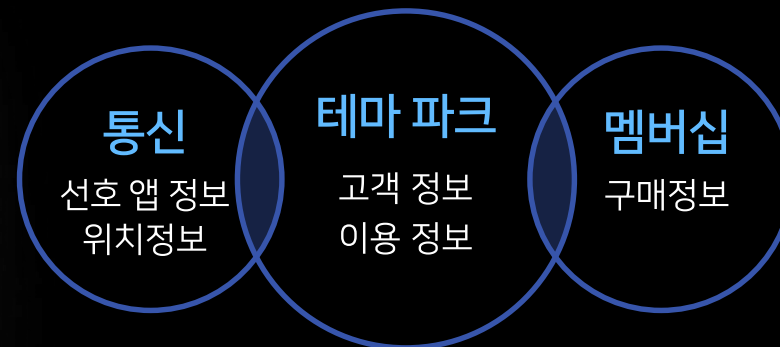 통신
선호 앱 정보
위치정보
테마 파크
고객 정보
이용 정보
멤버십
구매정보